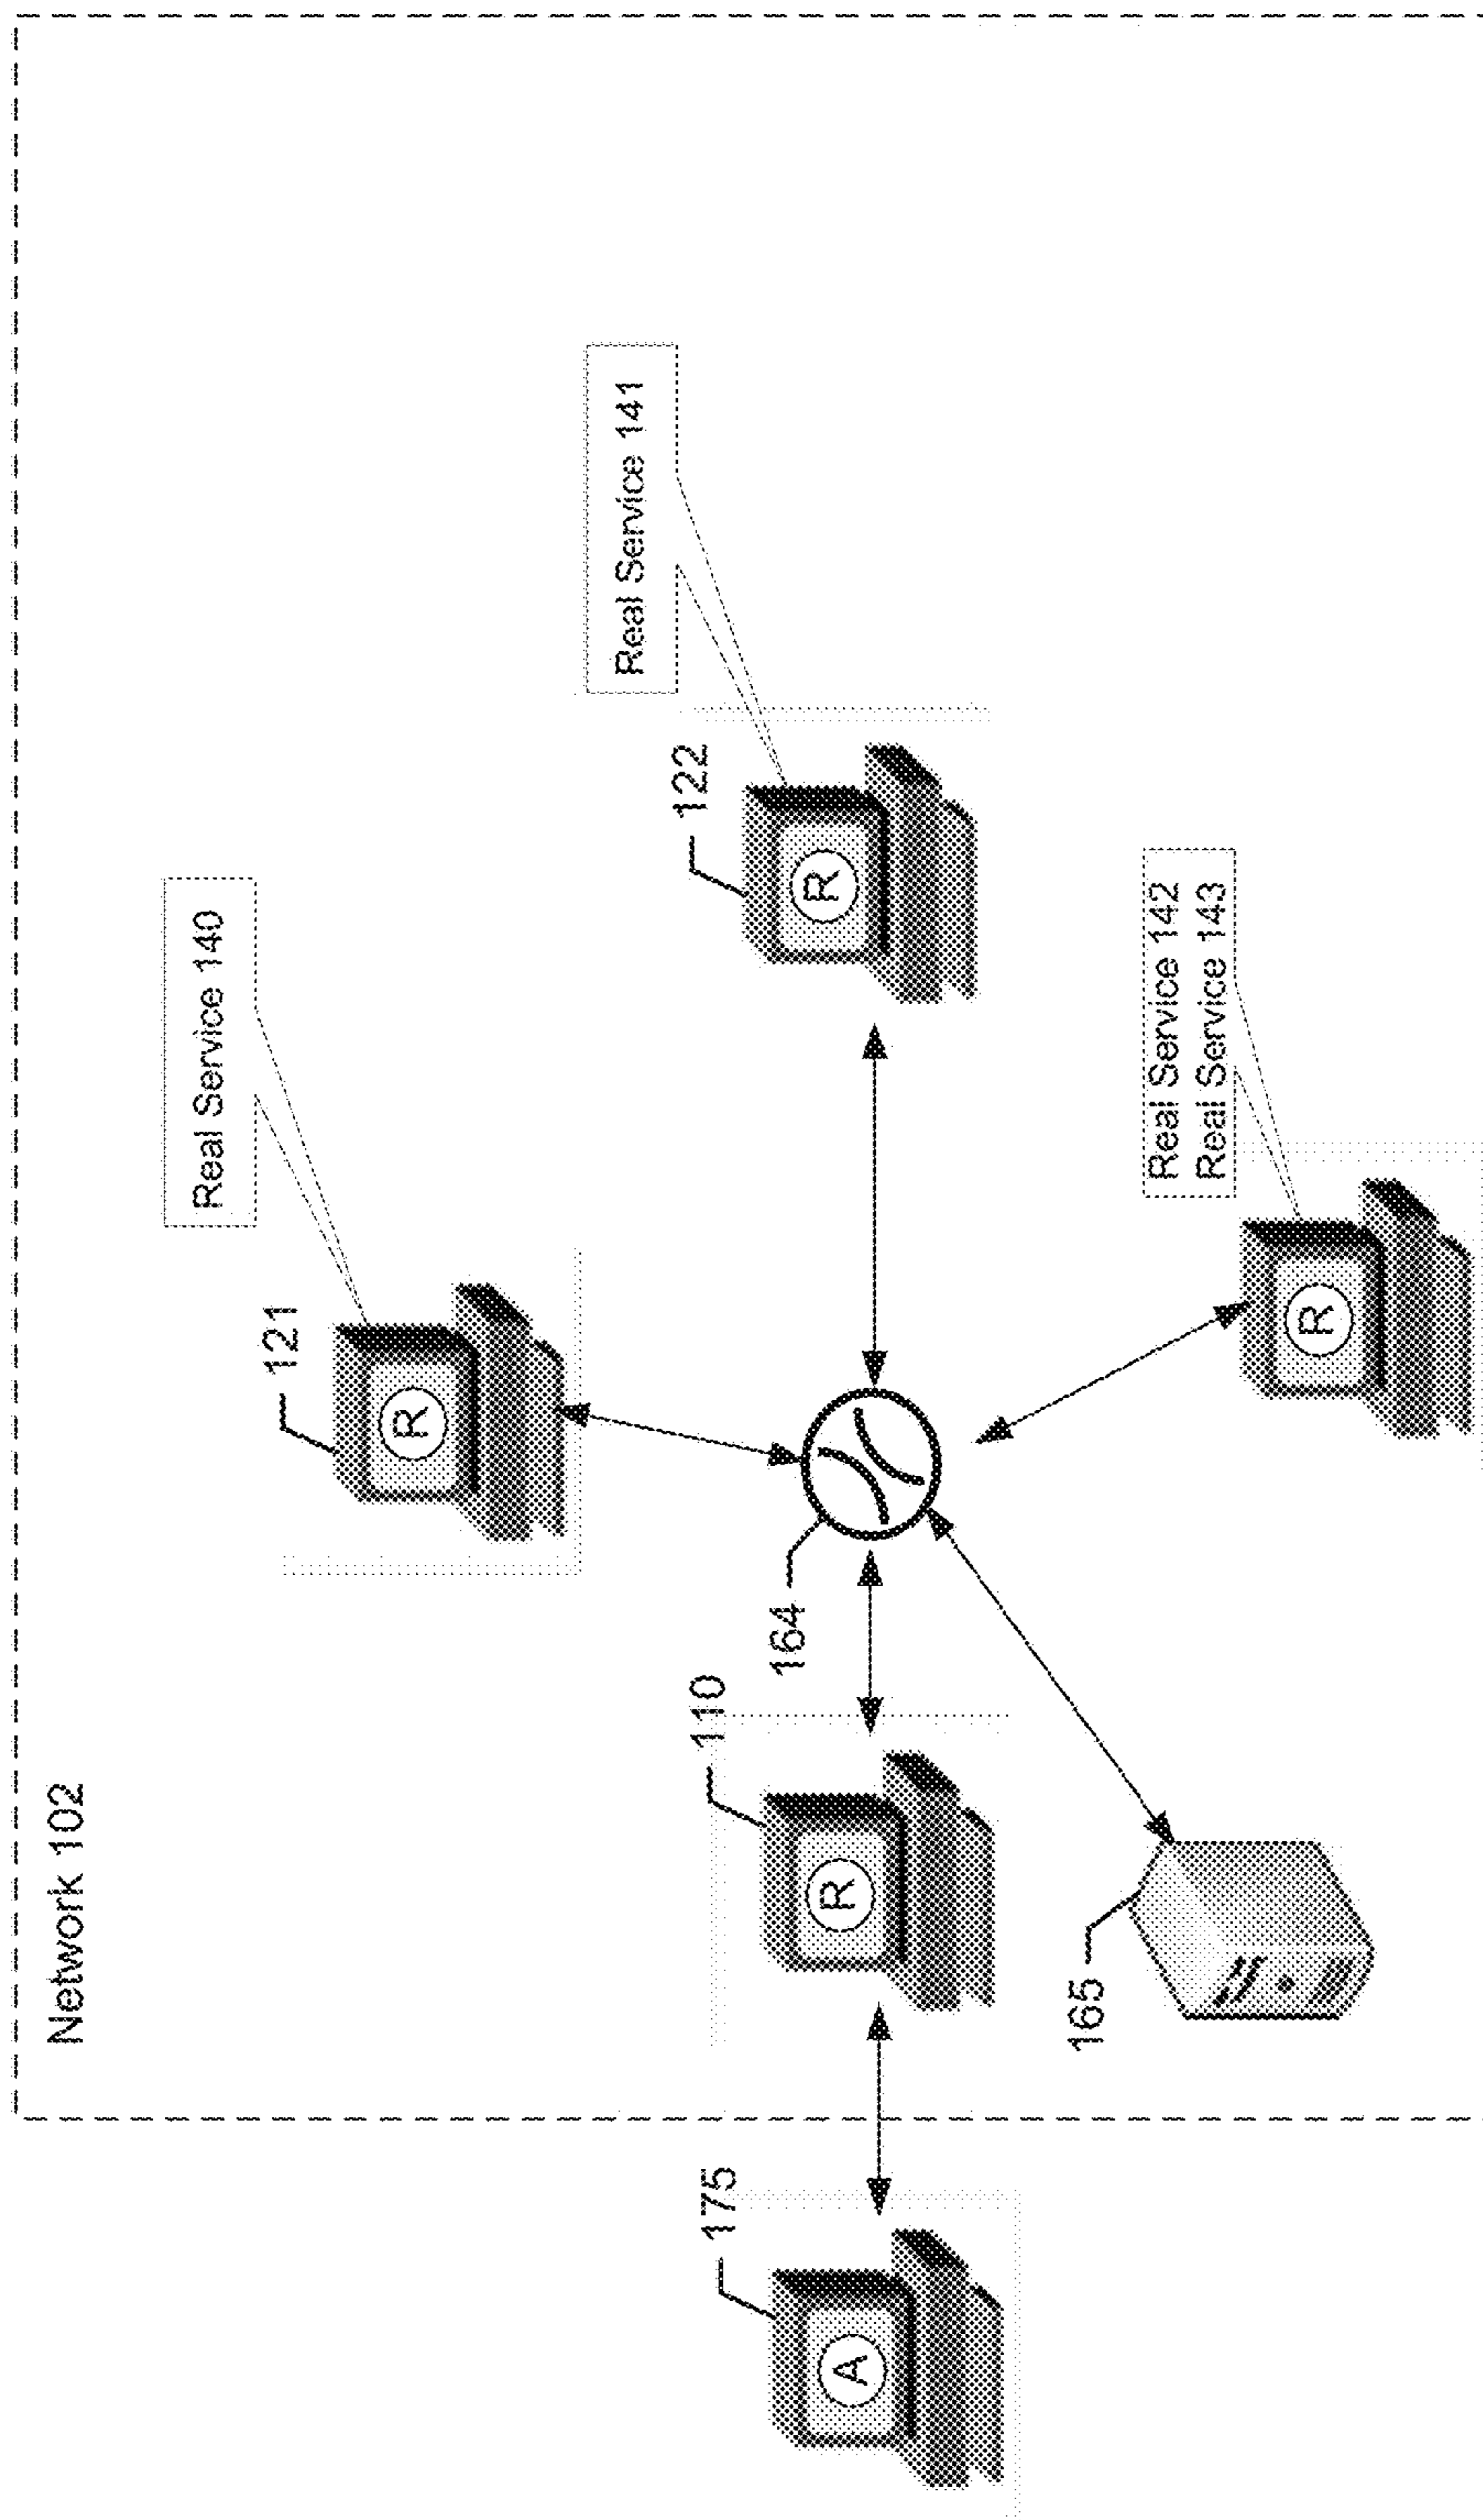 Network 102
Real Service 140
121
R
Real Service 141
122
R
164
110
R
175
A
165
Real Service 142
Real Service 143
R